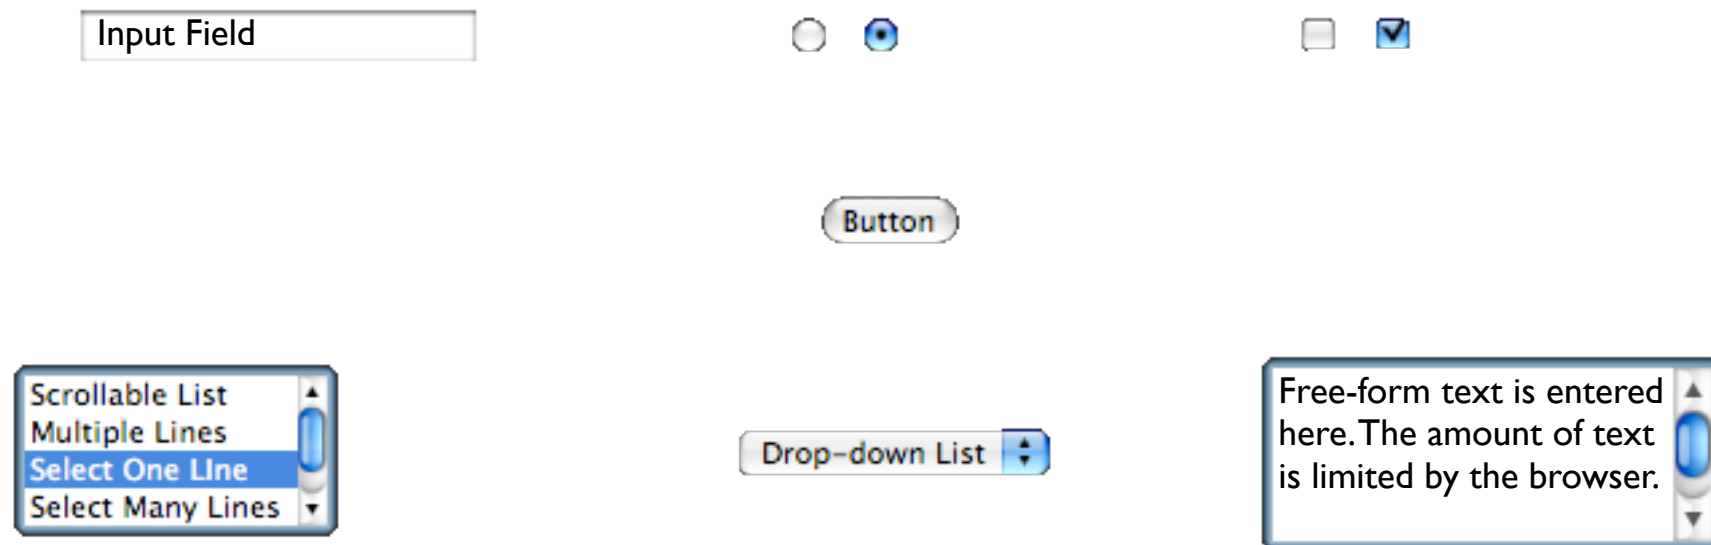 Input Field
Button
Scrollable List
Multiple Lines
Select One LIne
Select Many Lines
Drop-down List
Free-form text is entered
here. The amount of text
is limited by the browser.